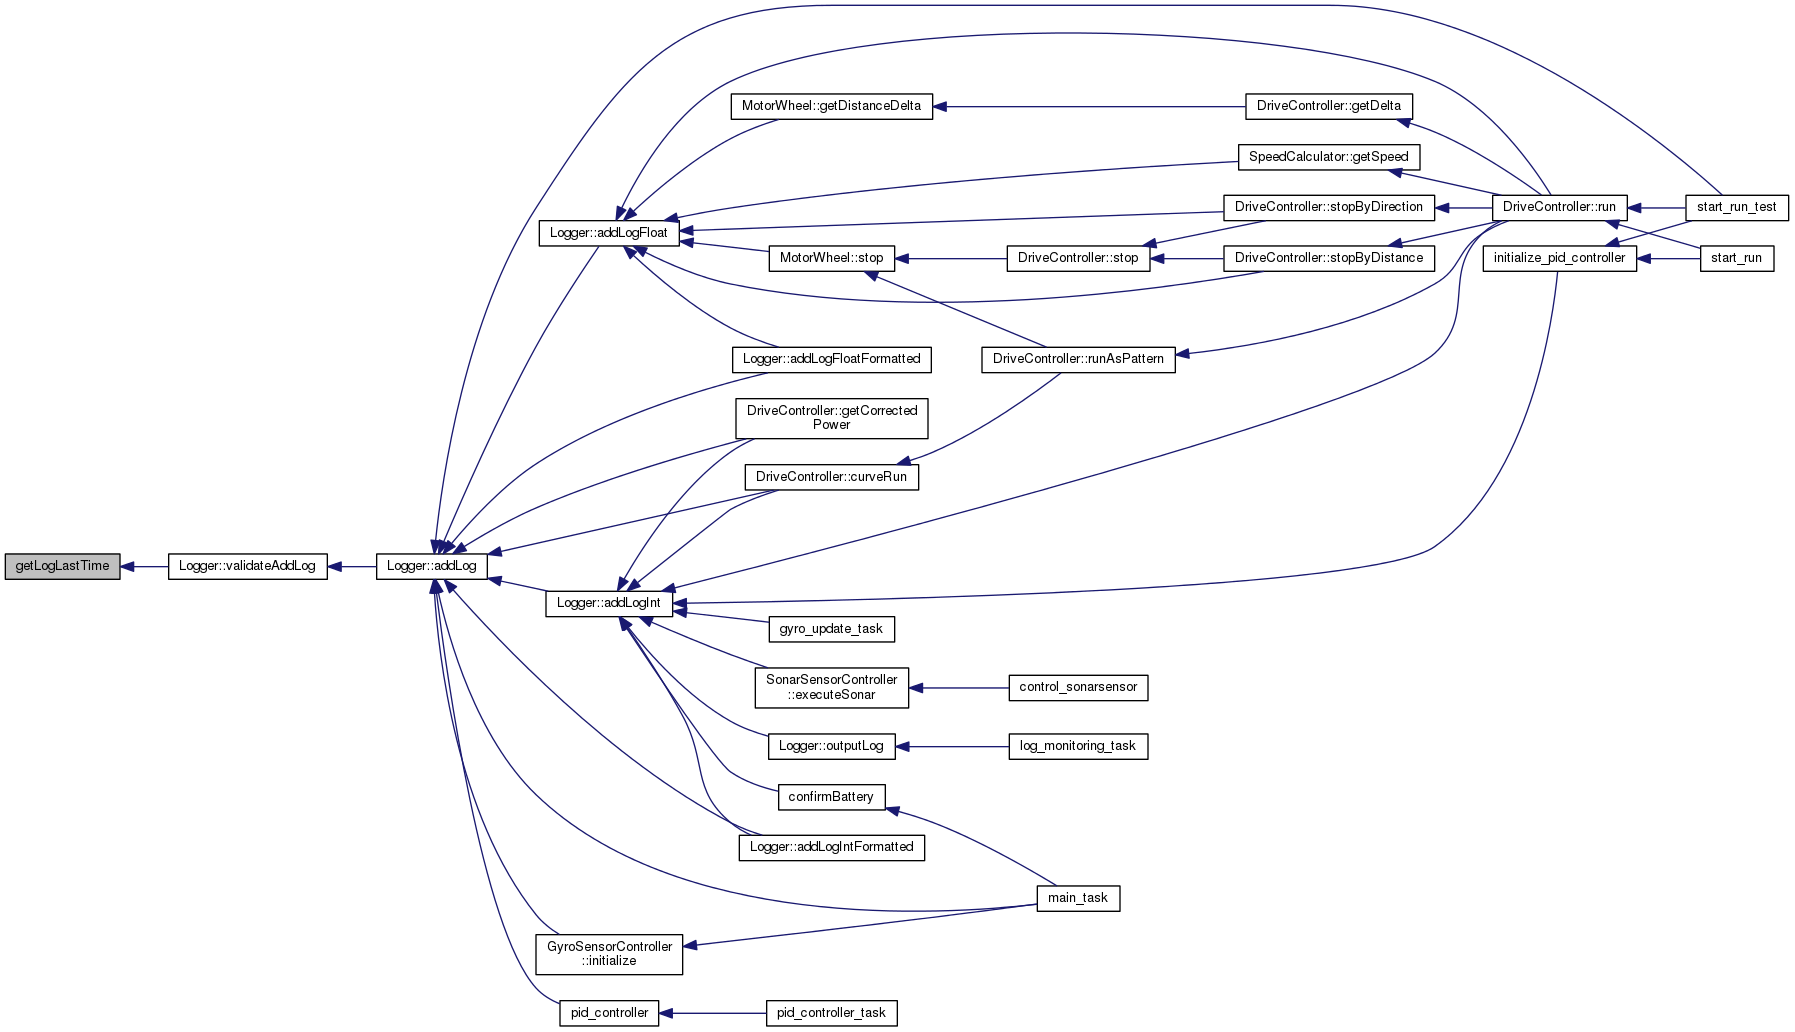 MotorWheel::getDistanceDelta
DriveController::getDelta
SpeedCalculator::getSpeed
DriveController::stopByDirection
DriveController::run
start_run_test
Logger::addLogFloat
MotorWheel::stop
DriveController::stop
DriveController::stopByDistance
initialize_pid_controller
start_run
Logger::addLogFloatFormatted
DriveController::runAsPattern
DriveController::getCorrected
Power
DriveController::curveRun
getLogLastTime
Logger::validateAddLog
Logger::addLog
Logger::addLogInt
gyro_update_task
SonarSensorController
::executeSonar
control_sonarsensor
Logger::outputLog
log_monitoring_task
confirmBattery
Logger::addLogIntFormatted
main_task
GyroSensorController
::initialize
pid_controller
pid_controller_task